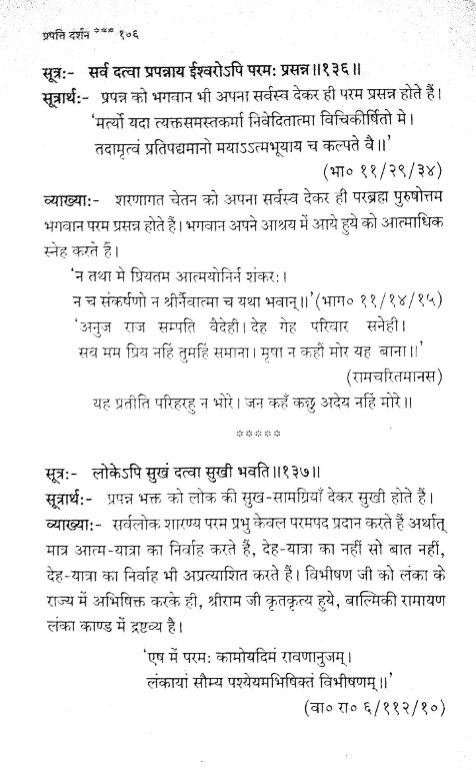 प्रपत्ति दर्शन *** १०६
सूत्रः- सर्व दत्वा प्रपन्नाय ईश्वरोऽपि परमः प्रसन्न॥१३६॥
सूत्रार्थः- प्रपन्न को भगवान भी अपना सर्वस्व देकर ही परम प्रसन्न होते हैं।
'मर्त्यो यदा त्यक्तसमस्तकर्मा निवेदितात्मा विचिकीर्षितो मे।
तदामृत्वं प्रतिपद्यमानो मयाऽऽत्मभूयाय च कल्पते वै॥'
(भा० ११/२९/३४)
व्याख्याः- शरणागत चेतन को अपना सर्वस्व देकर ही परब्रह्म पुरुषोत्तम
भगवान परम प्रसन्न होते हैं। भगवान अपने आश्रय में आये हुये को आत्माधिक
स्नेह करते हैं।
'न तथा मे प्रियतम आत्मयोनिर्न शंकरः।
न च संकर्षणो न श्रीर्नैवात्मा च यथा भवान्॥'(भाग० ११/१४/१५)
'अनुज राज सम्पति वैदेही। देह गेह परिवार सनेही।
सब मम प्रिय नहिं तुमहिं समाना। मृषा न कहौं मोर यह बाना॥'
(रामचरितमानस)
यह प्रतीति परिहरहु न भोरे। जन कहँ कछु अदेय नहिं मोरे॥
*****
सूत्रः- लोकेऽपि सुखं दत्वा सुखी भवति॥१३७॥
सूत्रार्थः- प्रपन्न भक्त को लोक की सुख-सामग्रियाँ देकर सुखी होते हैं।
व्याख्याः- सर्वलोक शारण्य परम प्रभु केवल परमपद प्रदान करते हैं अर्थात्
मात्र आत्म-यात्रा का निर्वाह करते हैं, देह-यात्रा का नहीं सो बात नहीं,
देह-यात्रा का निर्वाह भी अप्रत्याशित करते हैं। विभीषण जी को लंका के
राज्य में अभिषिक्त करके ही, श्रीराम जी कृतकृत्य हुये, बाल्मिकी रामायण
लंका काण्ड में द्रष्टव्य है।
'एष में परमः कामोयदिमं रावणानुजम्।
लंकायां सौम्य पश्येयमभिषिक्तं विभीषणम्॥'
(वा० रा० ६/११२/१०)